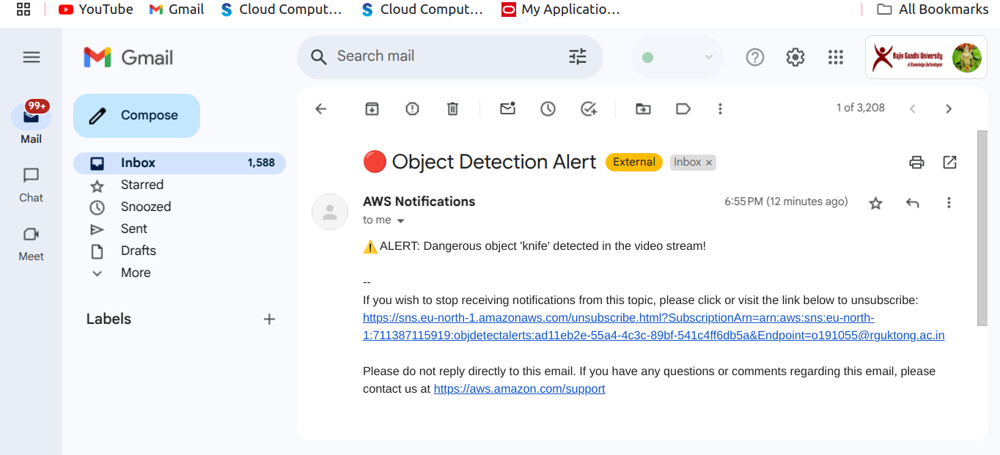 YouTube Gmail Cloud Comput... Cloud Comput... My Applicatio... All Bookmarks
Gmail
Search mail
Rajiv Gandhi University
of Knowledge Technologies
99+
Mail
Chat
Meet
Compose
Inbox 1,588
Starred
Snoozed
Sent
Drafts
More
Labels
1 of 3,208
🔴 Object Detection Alert External Inbox ×
AWS Notifications 6:55 PM (12 minutes ago)
to me
⚠️ ALERT: Dangerous object 'knife' detected in the video stream!
--
If you wish to stop receiving notifications from this topic, please click or visit the link below to unsubscribe:
https://sns.eu-north-1.amazonaws.com/unsubscribe.html?SubscriptionArn=arn:aws:sns:eu-north-
1:711387115919:objdetectalerts:ad11eb2e-55a4-4c3c-89bf-541c4ff6db5a&Endpoint=o191055@rguktong.ac.in
Please do not reply directly to this email. If you have any questions or comments regarding this email, please
contact us at https://aws.amazon.com/support